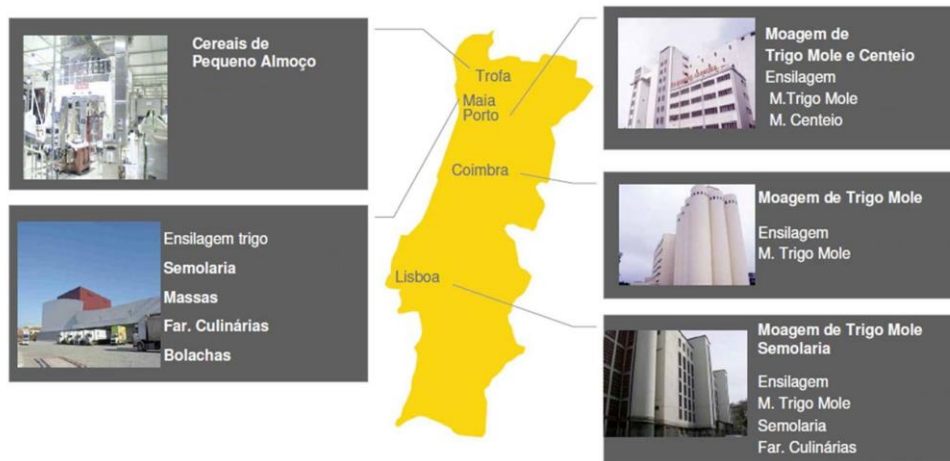 Cereais de
Pequeno Almoço
Ensilagem trigo
Semolaria
Massas
Far. Culinárias
Bolachas
Trofa
Maia
Porto
Coimbra
Lisboa
Moagem de
Trigo Mole e Centeio
Ensilagem
M.Trigo Mole
M. Centeio
Moagem de Trigo Mole
Ensilagem
M. Trigo Mole
Moagem de Trigo Mole
Semolaria
Ensilagem
M. Trigo Mole
Semolaria
Far. Culinárias